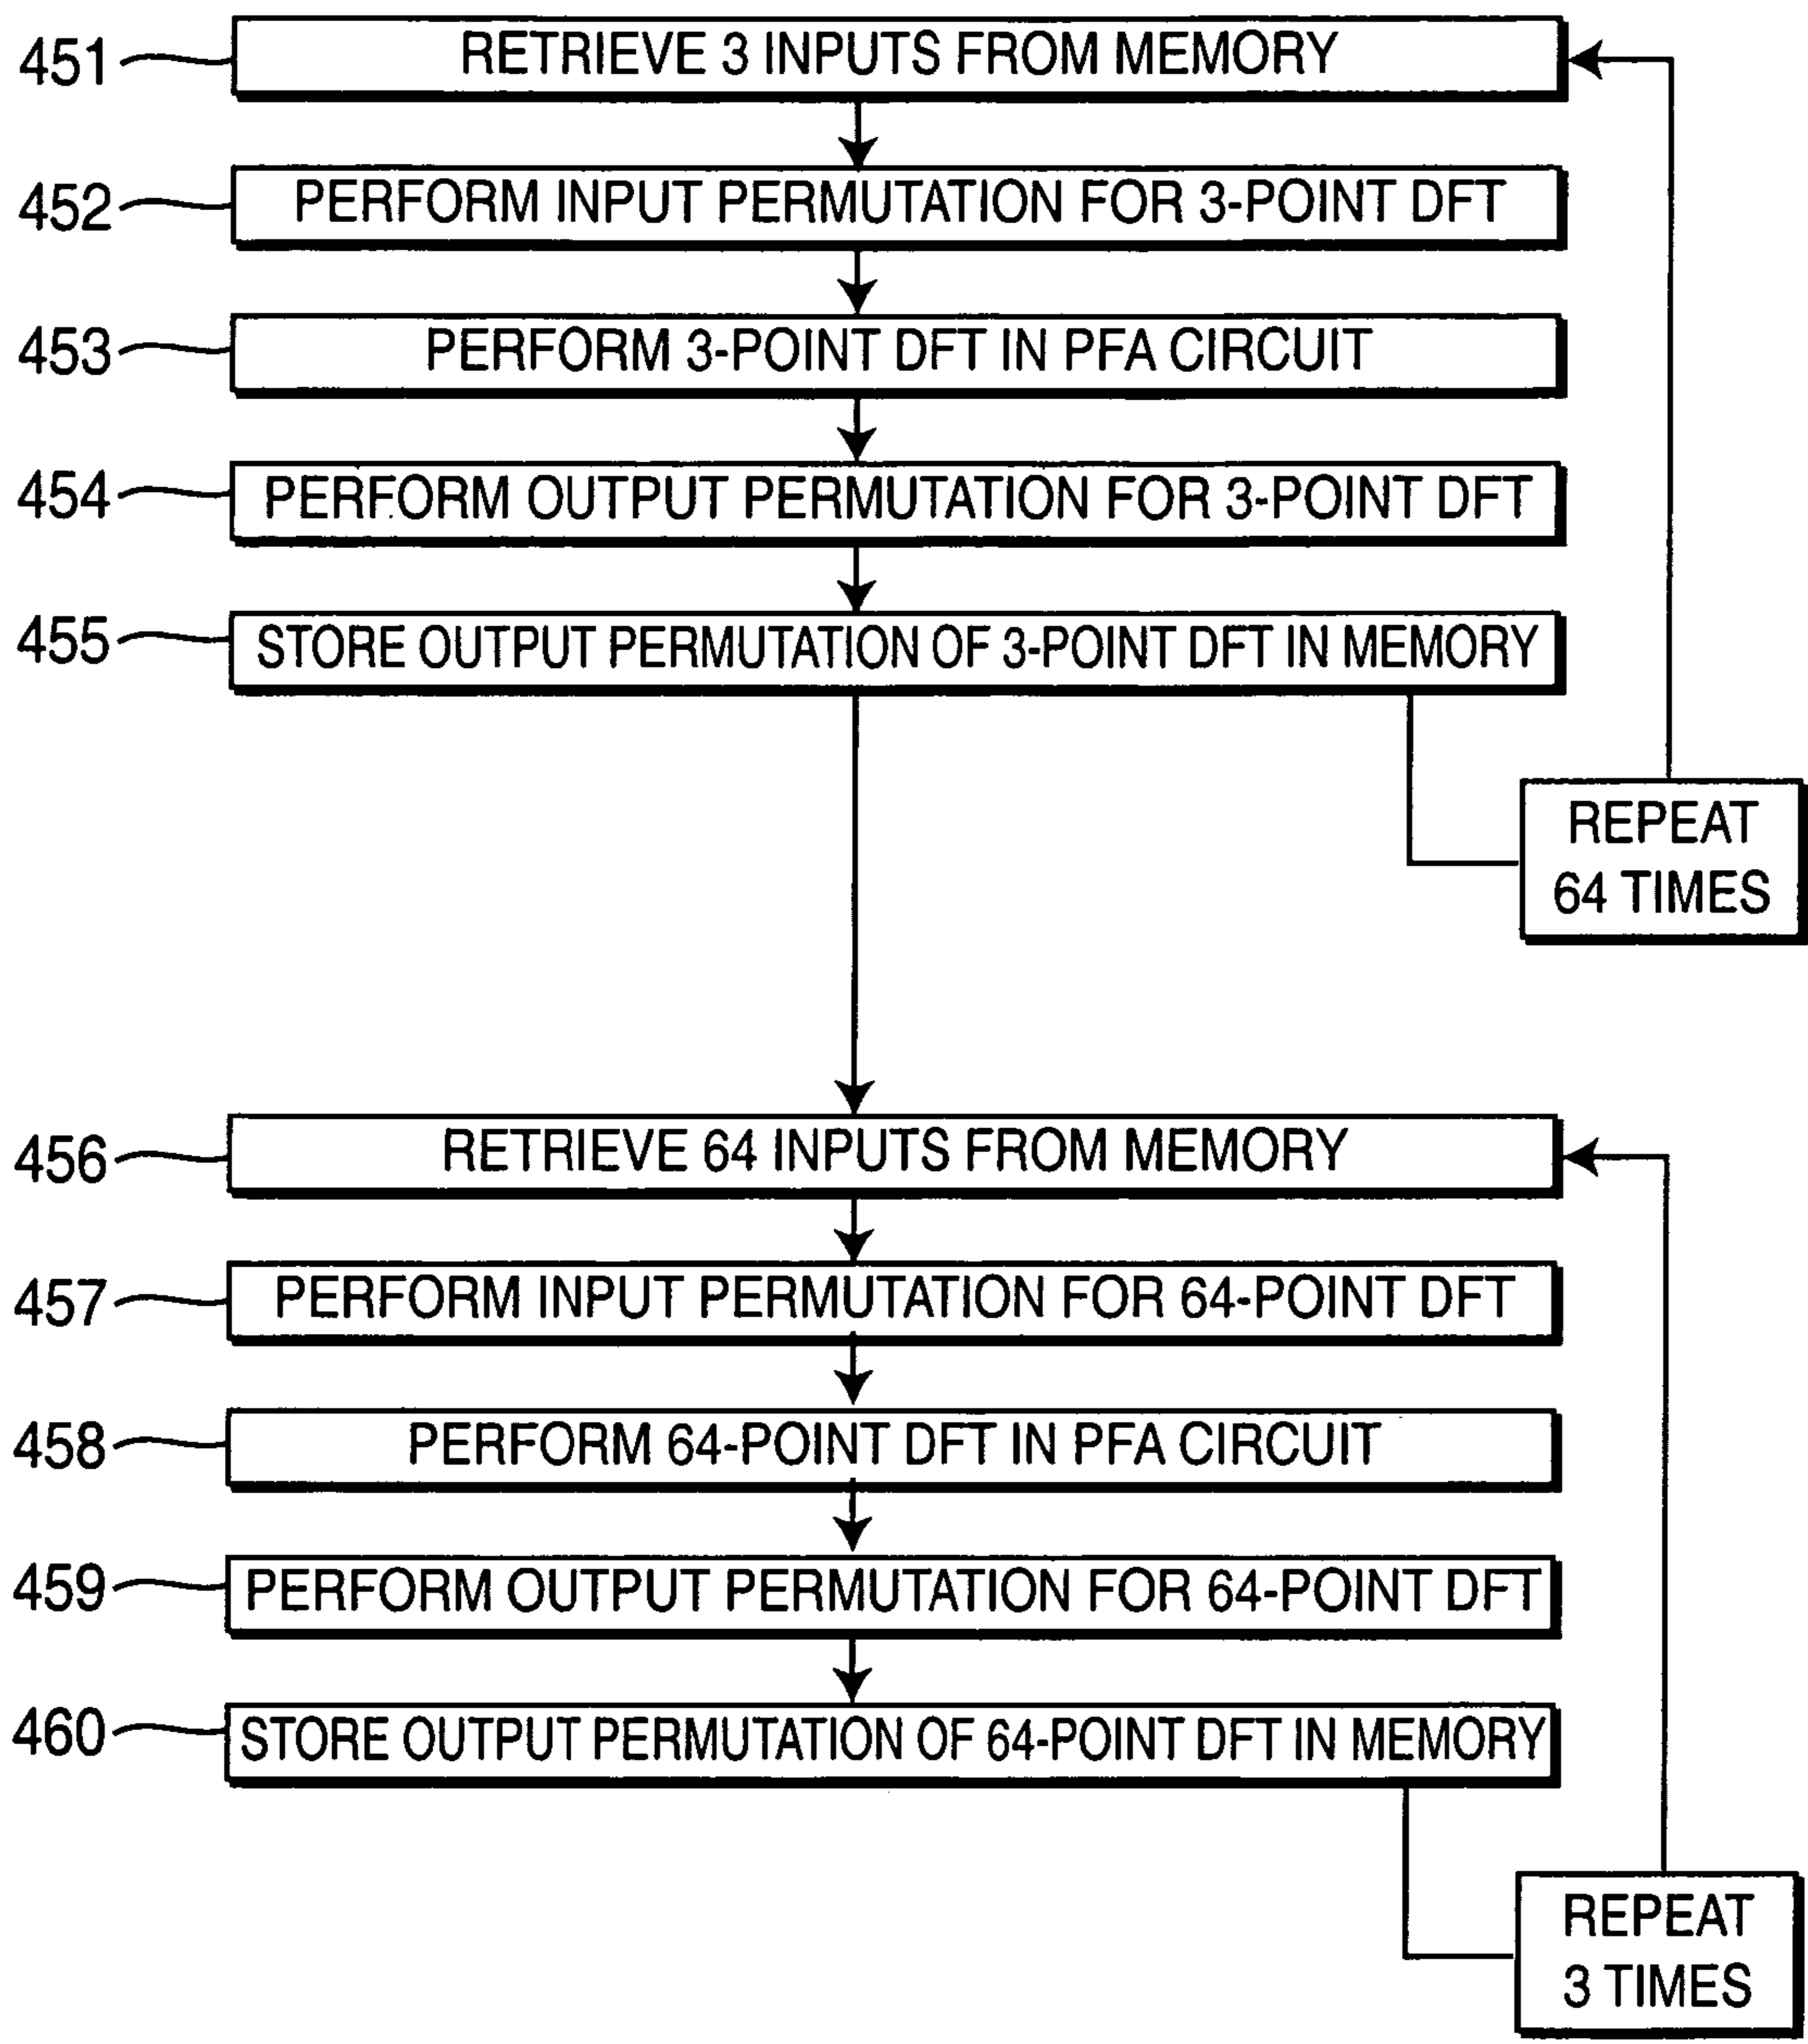 451 RETRIEVE 3 INPUTS FROM MEMORY
452 PERFORM INPUT PERMUTATION FOR 3-POINT DFT
453 PERFORM 3-POINT DFT IN PFA CIRCUIT
454 PERFORM OUTPUT PERMUTATION FOR 3-POINT DFT
455 STORE OUTPUT PERMUTATION OF 3-POINT DFT IN MEMORY
REPEAT
64 TIMES
456 RETRIEVE 64 INPUTS FROM MEMORY
457 PERFORM INPUT PERMUTATION FOR 64-POINT DFT
458 PERFORM 64-POINT DFT IN PFA CIRCUIT
459 PERFORM OUTPUT PERMUTATION FOR 64-POINT DFT
460 STORE OUTPUT PERMUTATION OF 64-POINT DFT IN MEMORY
REPEAT
3 TIMES